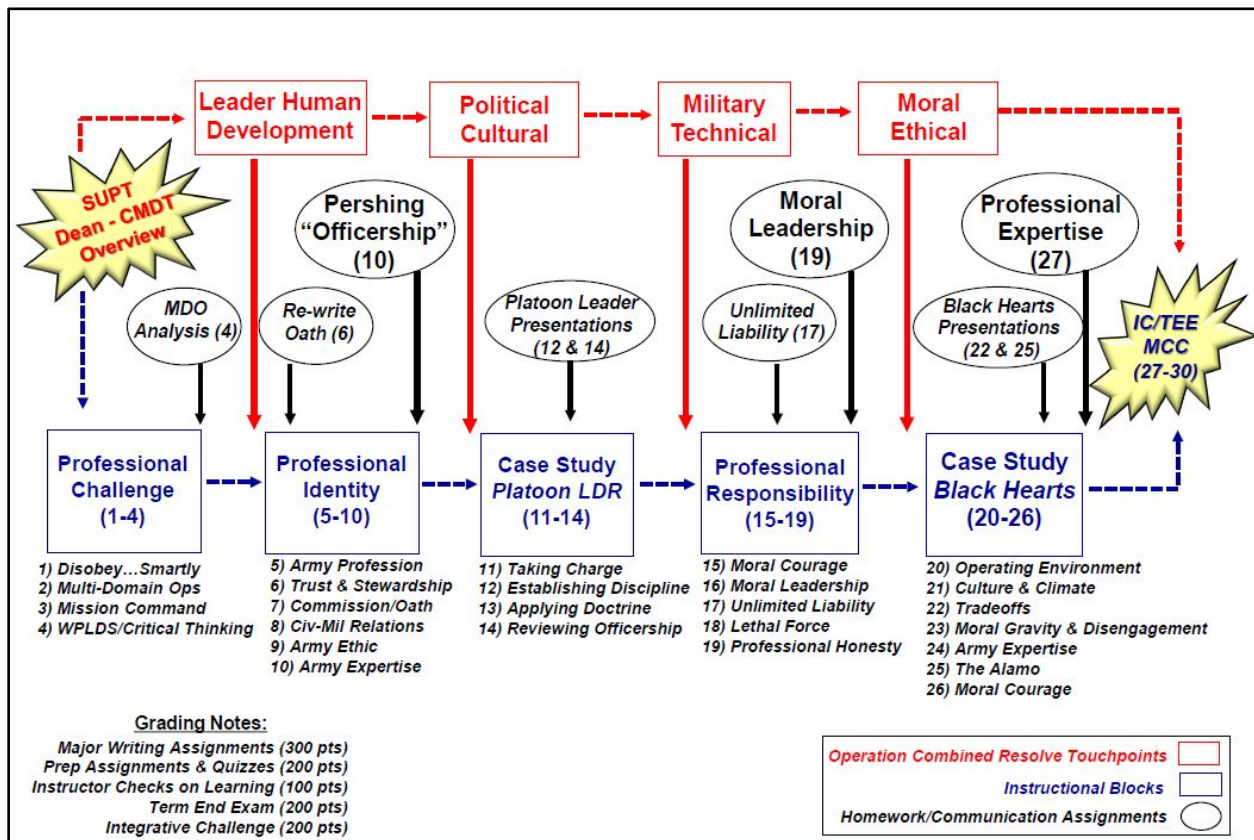 Leader Human
Development
Political
Cultural
Military
Technical
Moral
Ethical
SUPT
Dean - CMDT
Overview
Pershing
“Officership”
(10)
Moral
Leadership
(19)
Professional
Expertise
(27)
MDO
Analysis (4)
Re-write
Oath (6)
Platoon Leader
Presentations
(12 & 14)
Unlimited
Liability (17)
Black Hearts
Presentations
(22 & 25)
IC/TEE
MCC
(27-30)
Professional
Challenge
(1-4)
Professional
Identity
(5-10)
Case Study
Platoon LDR
(11-14)
Professional
Responsibility
(15-19)
Case Study
Black Hearts
(20-26)
1) Disobey…Smartly
2) Multi-Domain Ops
3) Mission Command
4) WPLDS/Critical Thinking
5) Army Profession
6) Trust & Stewardship
7) Commission/Oath
8) Civ-Mil Relations
9) Army Ethic
10) Army Expertise
11) Taking Charge
12) Establishing Discipline
13) Applying Doctrine
14) Reviewing Officership
15) Moral Courage
16) Moral Leadership
17) Unlimited Liability
18) Lethal Force
19) Professional Honesty
20) Operating Environment
21) Culture & Climate
22) Tradeoffs
23) Moral Gravity & Disengagement
24) Army Expertise
25) The Alamo
26) Moral Courage
Grading Notes:
Major Writing Assignments (300 pts)
Prep Assignments & Quizzes (200 pts)
Instructor Checks on Learning (100 pts)
Term End Exam (200 pts)
Integrative Challenge (200 pts)
Operation Combined Resolve Touchpoints
Instructional Blocks
Homework/Communication Assignments